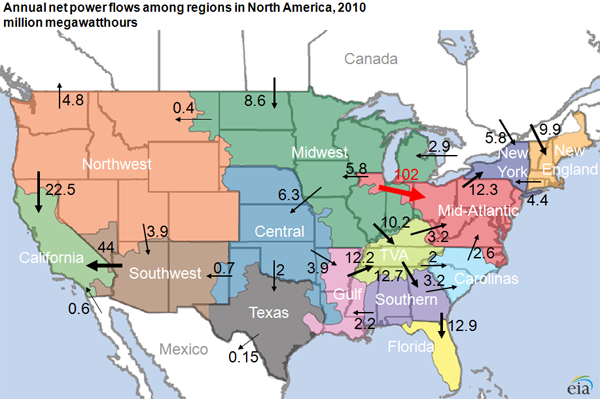 Annual net power flows among regions in North America, 2010
million megawatthours
Canada
4.8
0.4
8.6
2.9
5.8
9.9
New
York
New
England
Northwest
Midwest
5.8
102
12.3
4.4
22.5
6.3
Mid-Atlantic
10.2
3.2
3.9
Central
California
44
Southwest
0.7
2
3.9
12.2
TVA
2
2.6
Carolinas
12.7
3.2
Gulf
Southern
0.6
Texas
2.2
12.9
Florida
Mexico
0.15
eia